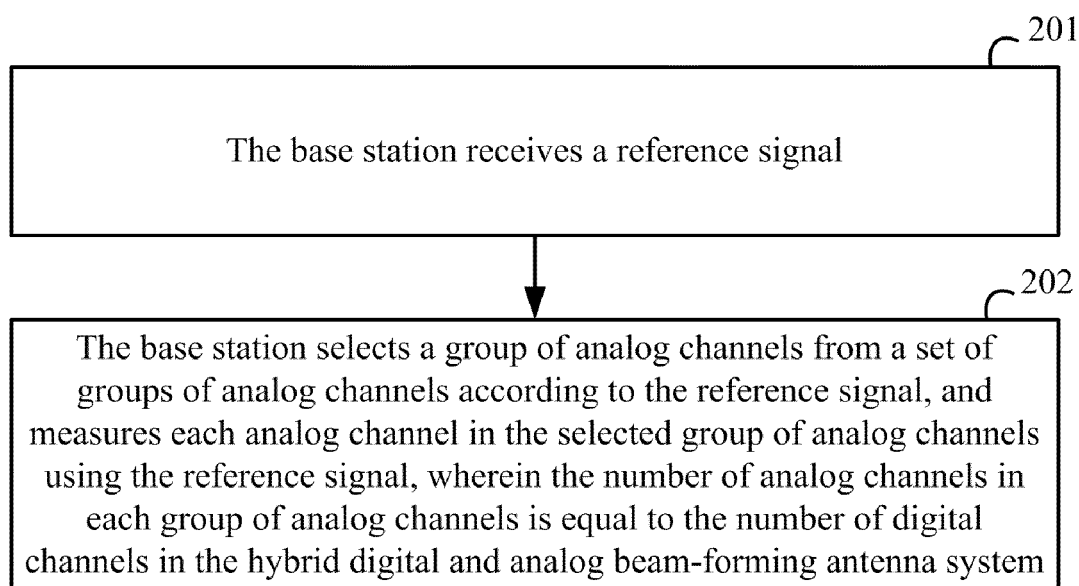 201
The base station receives a reference signal
202
The base station selects a group of analog channels from a set of
groups of analog channels according to the reference signal, and
measures each analog channel in the selected group of analog channels
using the reference signal, wherein the number of analog channels in
each group of analog channels is equal to the number of digital
channels in the hybrid digital and analog beam-forming antenna system